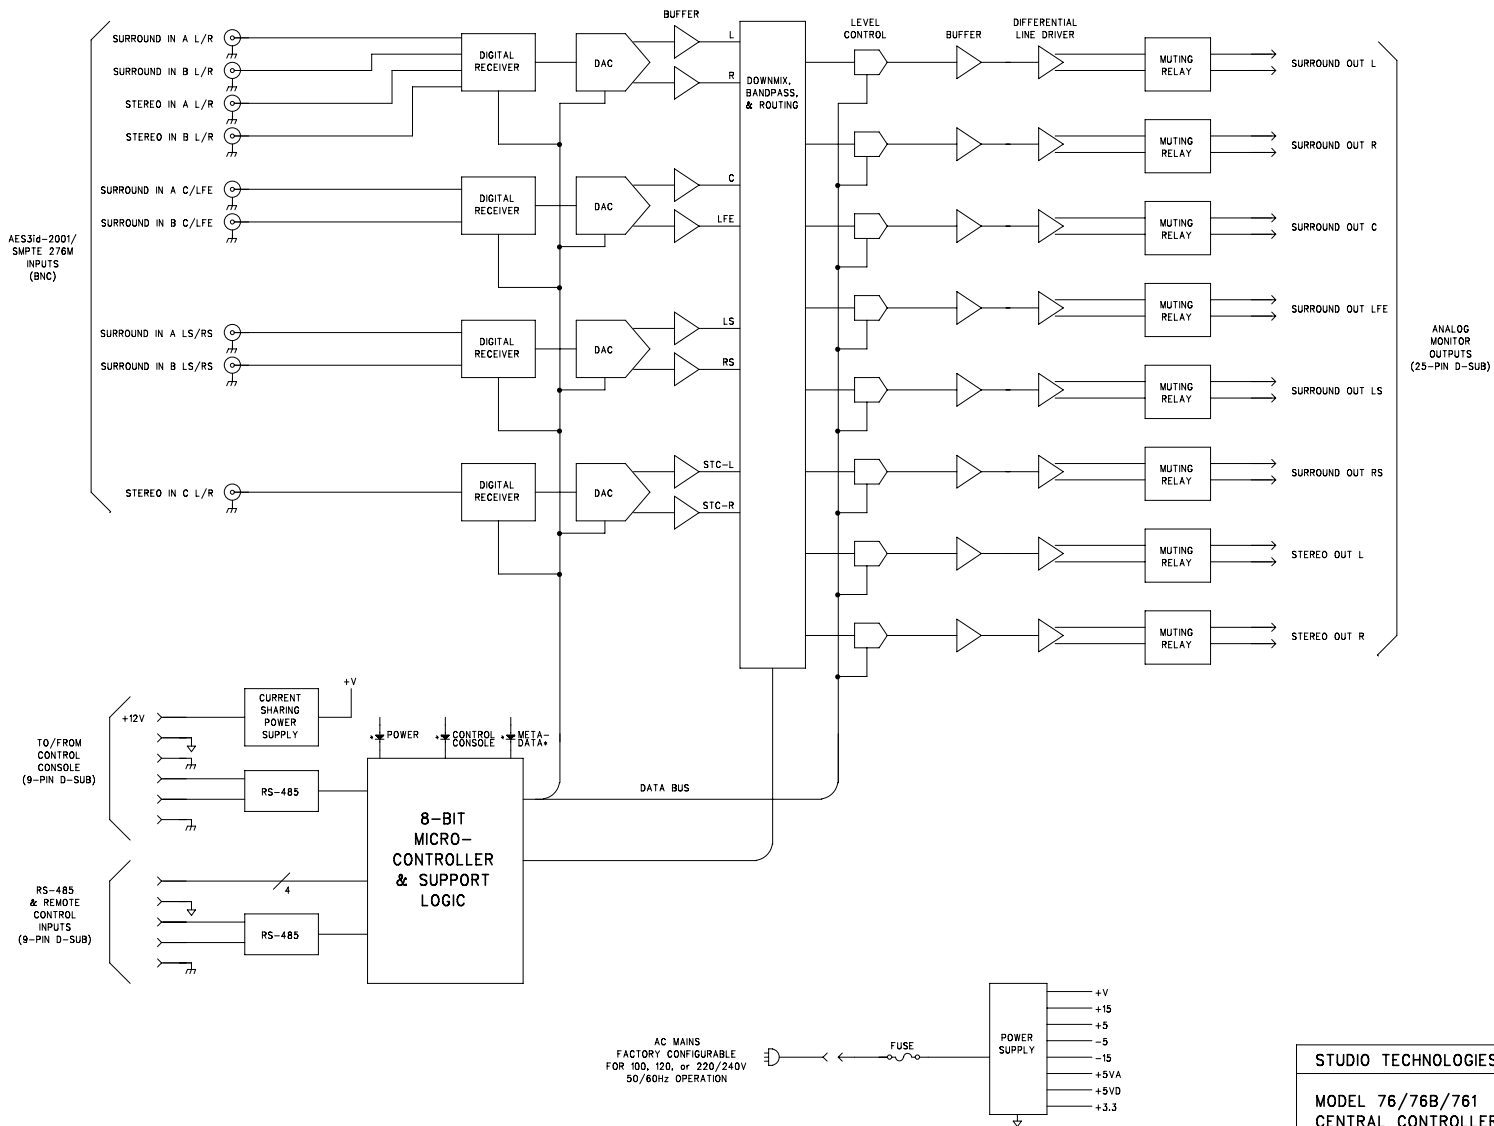 BUFFER
LEVEL
CONTROL
BUFFER
DIFFERENTIAL
LINE DRIVER
SURROUND IN A L/R
SURROUND IN B L/R
STEREO IN A L/R
STEREO IN B L/R
DIGITAL
RECEIVER
DAC
L
R
DOWNMIX,
BANDPASS,
& ROUTING
MUTING
RELAY
SURROUND OUT L
MUTING
RELAY
SURROUND OUT R
SURROUND IN A C/LFE
SURROUND IN B C/LFE
DIGITAL
RECEIVER
DAC
C
LFE
MUTING
RELAY
SURROUND OUT C
AES3id-2001/
SMPTE 276M
INPUTS
(BNC)
MUTING
RELAY
SURROUND OUT LFE
SURROUND IN A LS/RS
SURROUND IN B LS/RS
DIGITAL
RECEIVER
DAC
LS
RS
ANALOG
MONITOR
OUTPUTS
(25-PIN D-SUB)
MUTING
RELAY
SURROUND OUT LS
STEREO IN C L/R
DIGITAL
RECEIVER
DAC
STC-L
STC-R
MUTING
RELAY
SURROUND OUT RS
MUTING
RELAY
STEREO OUT L
MUTING
RELAY
STEREO OUT R
TO/FROM
CONTROL
CONSOLE
(9-PIN D-SUB)
+12V
CURRENT
SHARING
POWER
SUPPLY
+V
RS-485
POWER
CONTROL
CONSOLE
META-
DATA*
8-BIT
MICRO-
CONTROLLER
& SUPPORT
LOGIC
DATA BUS
RS-485
& REMOTE
CONTROL
INPUTS
(9-PIN D-SUB)
4
RS-485
AC MAINS
FACTORY CONFIGURABLE
FOR 100, 120, or 220/240V
50/60Hz OPERATION
FUSE
POWER
SUPPLY
+V
+15
+5
-5
-15
+5VA
+5VD
+3.3
STUDIO TECHNOLOGIES
MODEL 76/76B/761
CENTRAL CONTROLLER